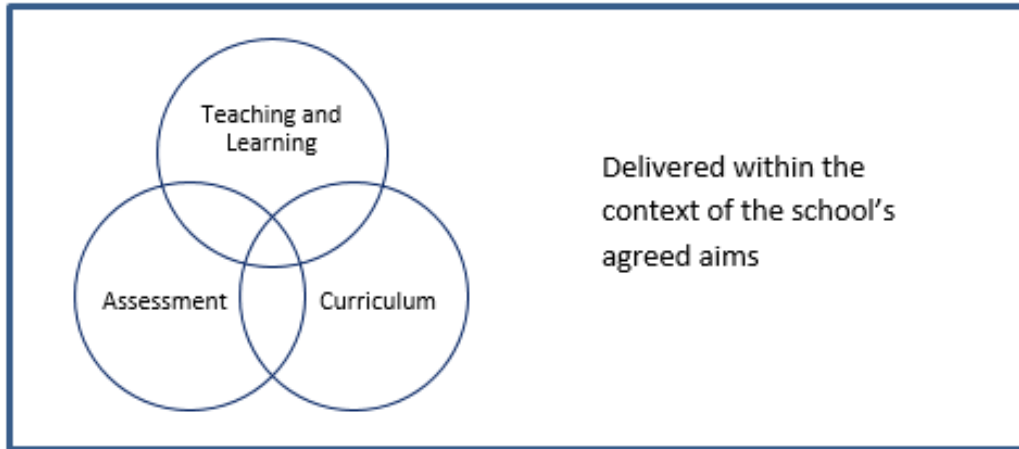 Teaching and
Learning
Assessment
Curriculum
Delivered within the
context of the school’s
agreed aims